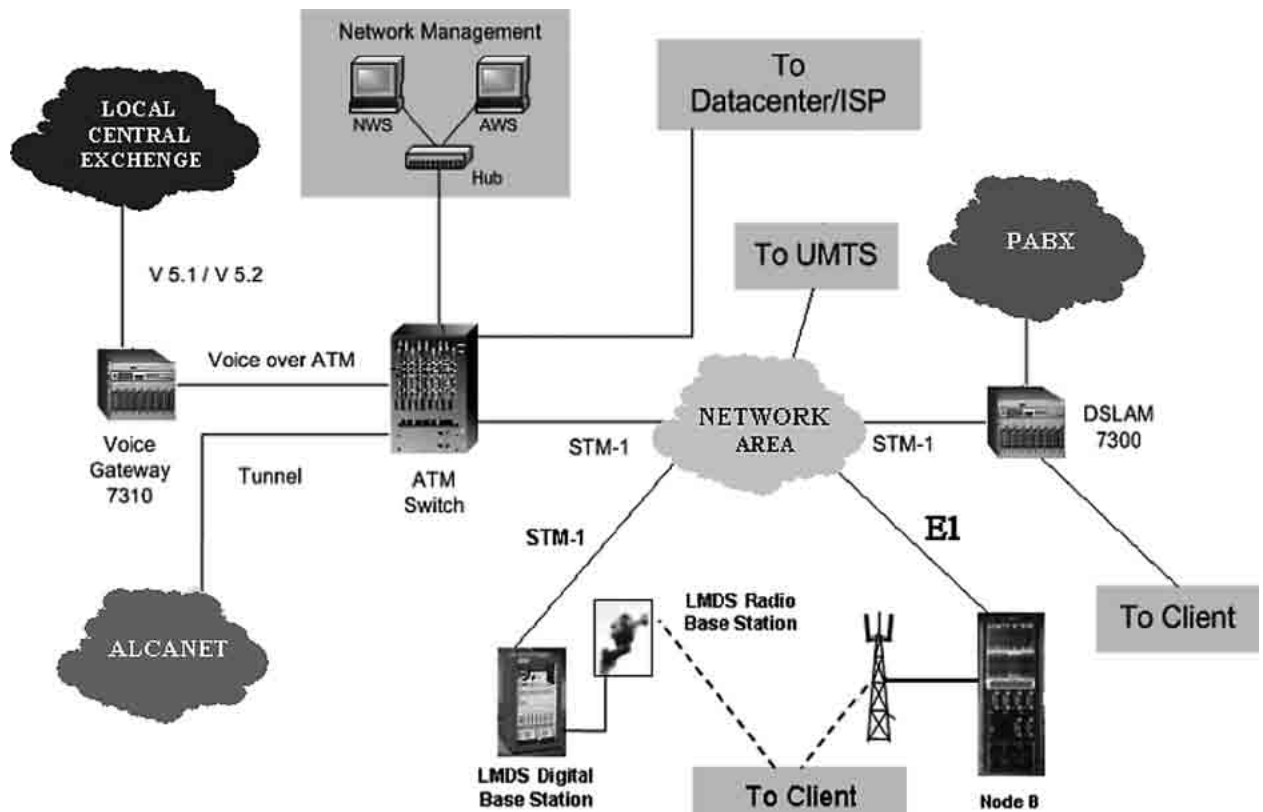 Network Management
NWS
AWS
Hub
To
Datacenter/ISP
LOCAL
CENTRAL
EXCHENGE
V 5.1 / V 5.2
To UMTS
PABX
Voice over ATM
Voice
Gateway
7310
Tunnel
ATM
Switch
STM-1
NETWORK
AREA
STM-1
DSLAM
7300
STM-1
E1
ALCANET
LMDS Radio
Base Station
To Client
LMDS Digital
Base Station
To Client
Node B